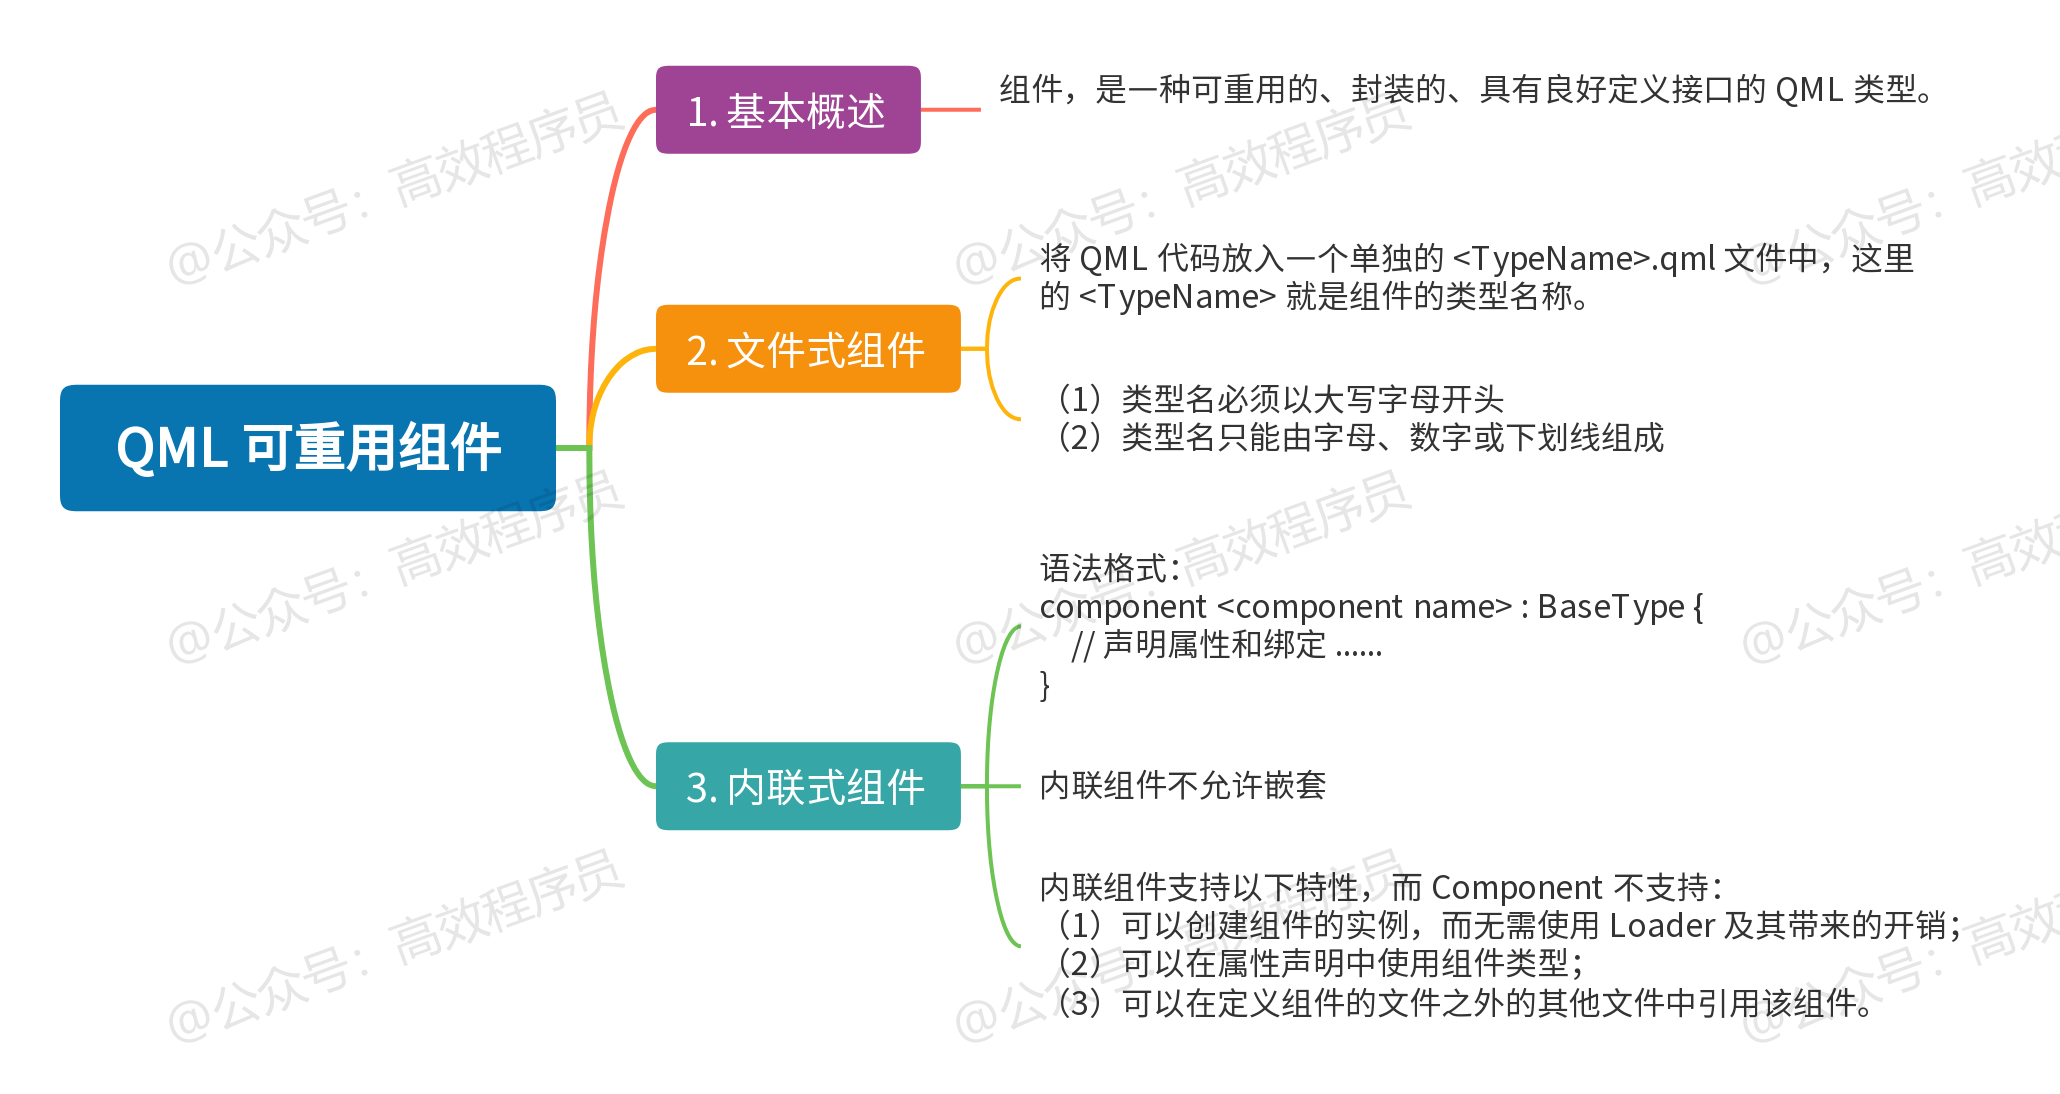 QML 可重用组件
1. 基本概述
组件，是一种可重用的、封装的、具有良好定义接口的 QML 类型。
2. 文件式组件
将 QML 代码放入一个单独的 <TypeName>.qml 文件中，这里
的 <TypeName> 就是组件的类型名称。
（1）类型名必须以大写字母开头
（2）类型名只能由字母、数字或下划线组成
3. 内联式组件
语法格式：
component <component name> : BaseType {
// 声明属性和绑定 ......
}
内联组件不允许嵌套
内联组件支持以下特性，而 Component 不支持：
（1）可以创建组件的实例，而无需使用 Loader 及其带来的开销；
（2）可以在属性声明中使用组件类型；
（3）可以在定义组件的文件之外的其他文件中引用该组件。
@公众号：高效程序员
@公众号：高效程序员
@公众号：高效
@公众号：高效程序员
@公众号：高效程序员
@公众号：高效
@公众号：高效程序员
@公众号：高效程序员
@公众号：高效